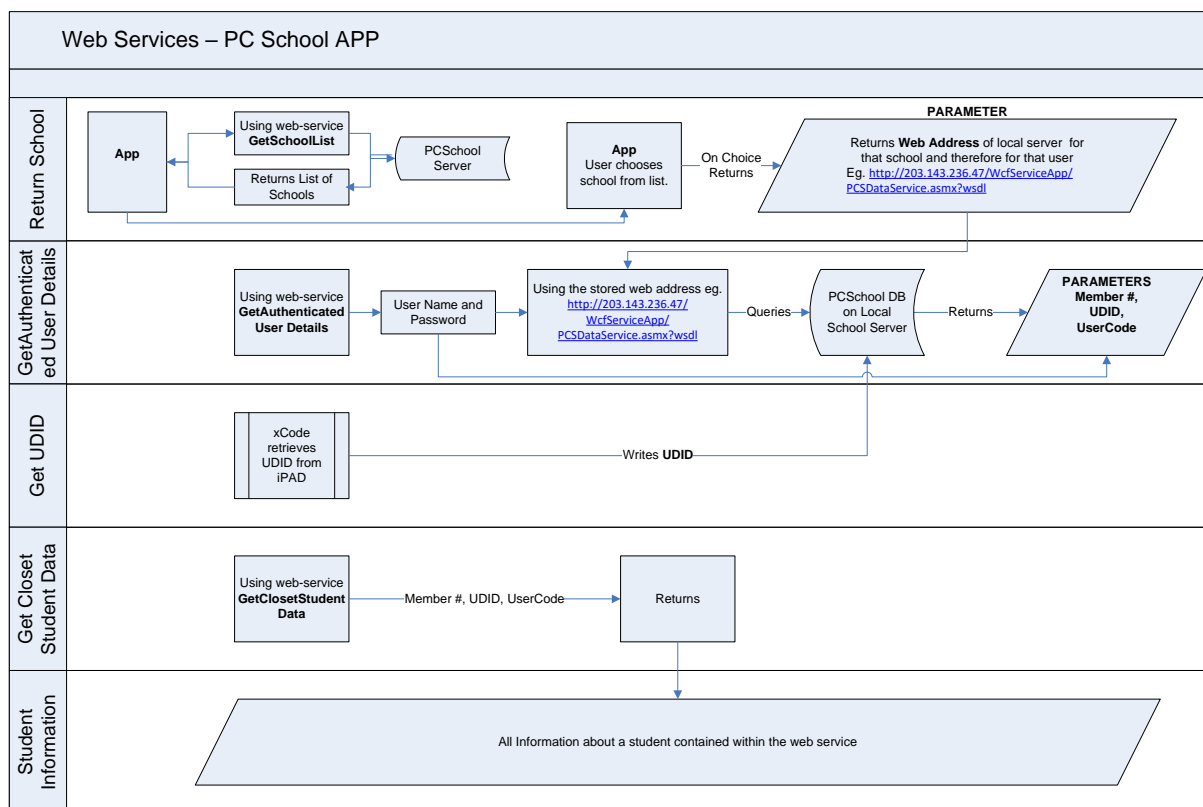 Web Services – PC School APP
Return School
App
Using web-service
GetSchoolList
Returns List of
Schools
PCSchool
Server
App
User chooses
school from list.
On Choice
Returns
PARAMETER
Returns Web Address of local server for
that school and therefore for that user
Eg. http://203.143.236.47/WcfServiceApp/
PCSDataService.asmx?wsdl
GetAuthenticat
ed User Details
Using web-service
GetAuthenticated
User Details
User Name and
Password
Using the stored web address eg.
http://203.143.236.47/
WcfServiceApp/
PCSDataService.asmx?wsdl
Queries
PCSchool DB
on Local
School Server
Returns
PARAMETERS
Member #,
UDID,
UserCode
Get UDID
xCode
retrieves
UDID from
iPAD
Writes UDID
Get Closet
Student Data
Using web-service
GetClosetStudent
Data
Member #, UDID, UserCode
Returns
Student
Information
All Information about a student contained within the web service